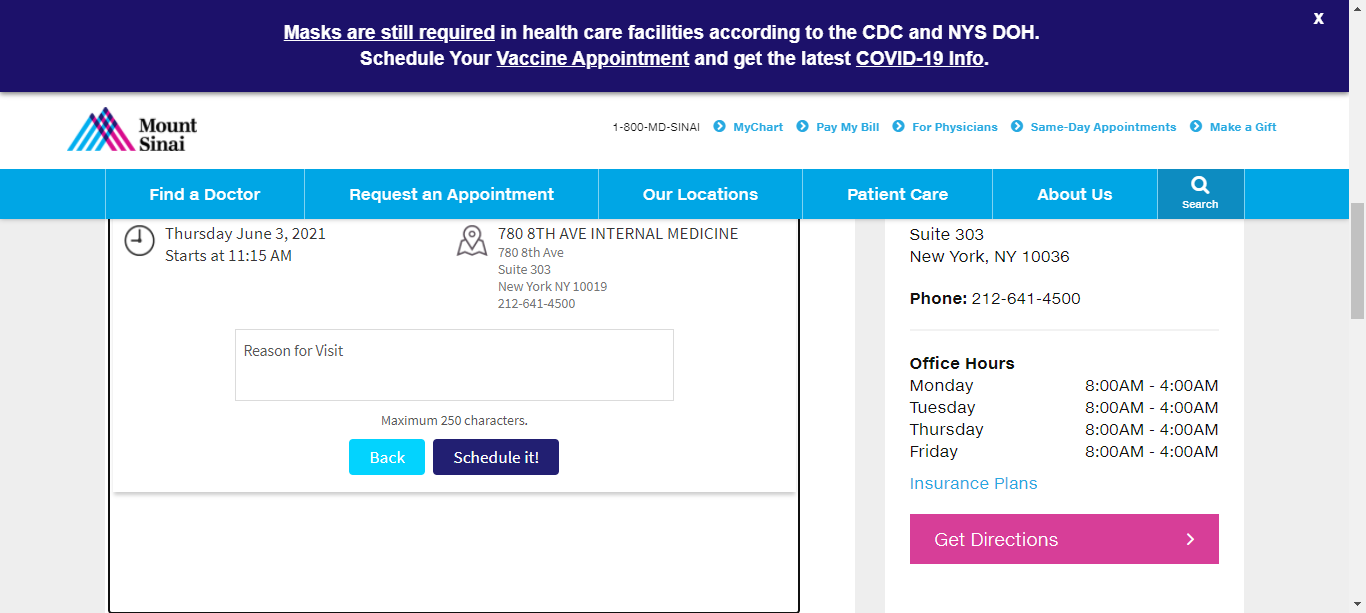 Masks are still required in health care facilities according to the CDC and NYS DOH.
Schedule Your Vaccine Appointment and get the latest COVID-19 Info.
X
Mount
Sinai
1-800-MD-SINAI MyChart Pay My Bill For Physicians Same-Day Appointments Make a Gift
Find a Doctor Request an Appointment Our Locations Patient Care About Us Search
Thursday June 3, 2021
Starts at 11:15 AM
780 8TH AVE INTERNAL MEDICINE
780 8th Ave
Suite 303
New York NY 10019
212-641-4500
Reason for Visit
Maximum 250 characters.
Back Schedule it!
Suite 303
New York, NY 10036
Phone: 212-641-4500
Office Hours
Monday 8:00AM - 4:00AM
Tuesday 8:00AM - 4:00AM
Thursday 8:00AM - 4:00AM
Friday 8:00AM - 4:00AM
Insurance Plans
Get Directions